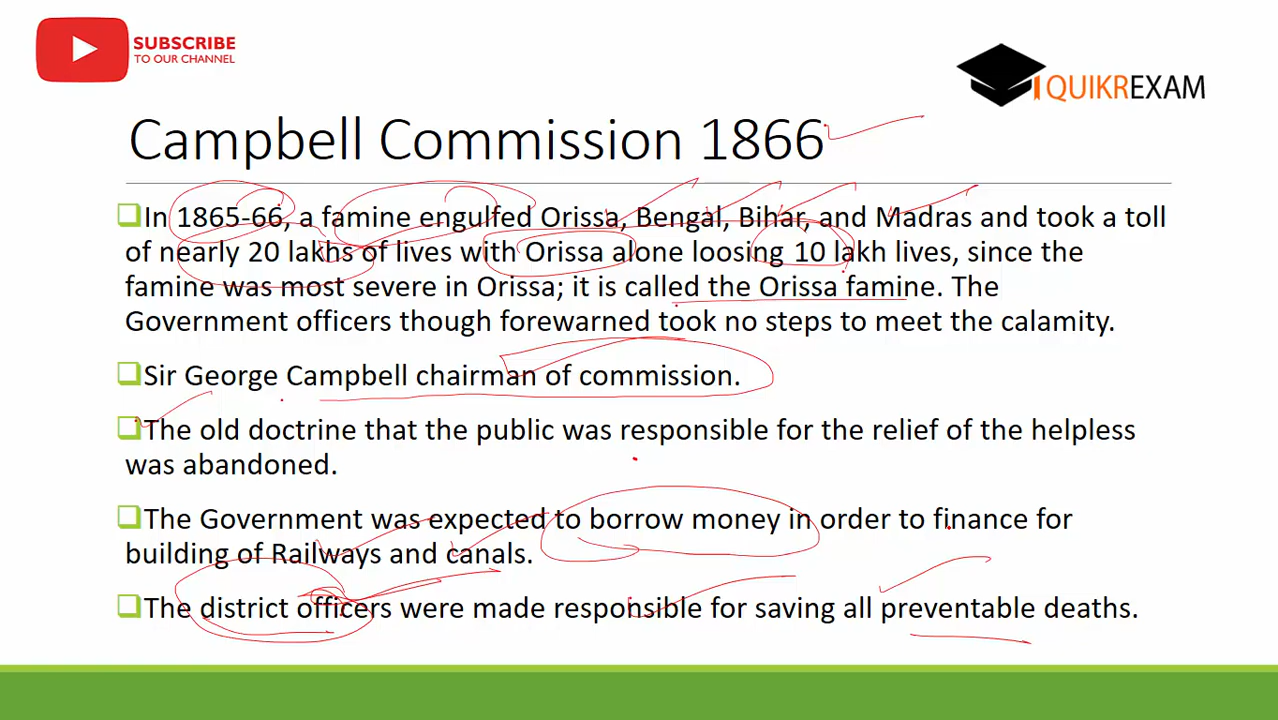 SUBSCRIBE
TO OUR CHANNEL
QUIKREXAM
Campbell Commission 1866
In 1865-66, a famine engulfed Orissa, Bengal, Bihar, and Madras and took a toll
of nearly 20 lakhs of lives with Orissa alone loosing 10 lakh lives, since the
famine was most severe in Orissa; it is called the Orissa famine. The
Government officers though forewarned took no steps to meet the calamity.
Sir George Campbell chairman of commission.
The old doctrine that the public was responsible for the relief of the helpless
was abandoned.
The Government was expected to borrow money in order to finance for
building of Railways and canals.
The district officers were made responsible for saving all preventable deaths.